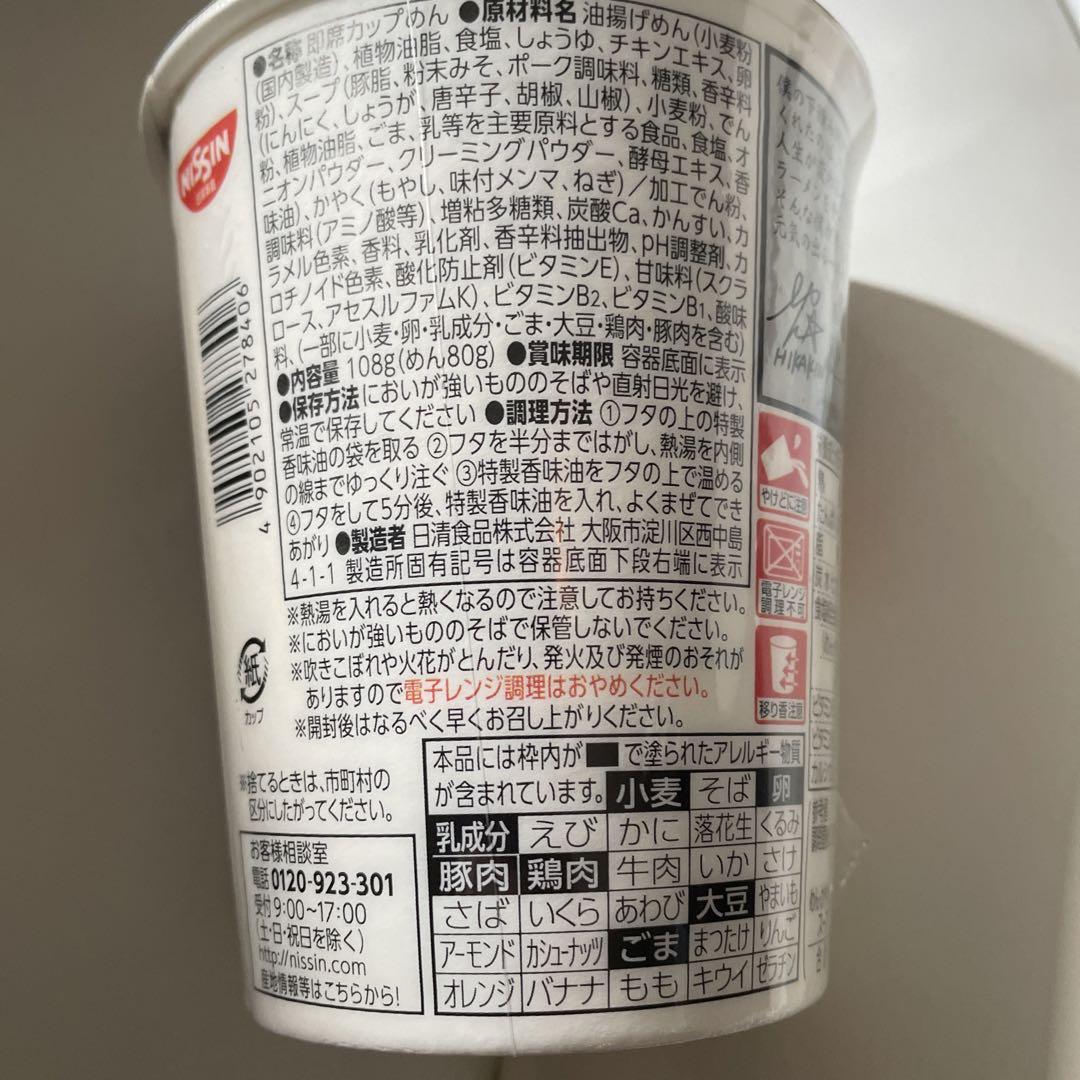 ●名称 即席カップめん ●原材料名 油揚げめん(小麦粉
(国内製造)、植物油脂、食塩、しょうゆ、チキンエキス、卵
粉)、スープ(豚脂、粉末みそ、ポーク調味料、糖類、香辛料
(にんにく、しょうが、唐辛子、胡椒、山椒)、小麦粉、でん
粉、植物油脂、ごま、乳等を主要原料とする食品、食塩、オ
ニオンパウダー、クリーミングパウダー、酵母エキス、香
味油)、かやく(もやし、味付メンマ、ねぎ)/加工でん粉、
調味料(アミノ酸等)、増粘多糖類、炭酸Ca、かんすい、カ
ラメル色素、香料、乳化剤、香辛料抽出物、pH調整剤、カ
ロチノイド色素、酸化防止剤(ビタミンE)、甘味料(スクラ
ロース、アセスルファムK)、ビタミンB2、ビタミンB1、酸味
料、(一部に小麦・卵・乳成分・ごま・大豆・鶏肉・豚肉を含む)
●内容量 108g(めん80g) ●賞味期限 容器底面に表示
●保存方法 においが強いもののそばや直射日光を避け、
常温で保存してください ●調理方法 ①フタの上の特製
香味油の袋を取る ②フタを半分まではがし、熱湯を内側
の線までゆっくり注ぐ ③特製香味油をフタの上で温める
④フタをして5分後、特製香味油を入れ、よくまぜてでき
あがり ●製造者 日清食品株式会社 大阪市淀川区西中島
4-1-1 製造所固有記号は容器底面下段右端に表示
※熱湯を入れると熱くなるので注意してお持ちください。
※においが強いもののそばで保管しないでください。
※吹きこぼれや火花がとんだり、発火及び発煙のおそれが
ありますので電子レンジ調理はおやめください。
※開封後はなるべく早くお召し上がりください。
NISSIN
4 902105 278406
紙
カップ
※捨てるときは、市町村の
区分にしたがってください。
お客様相談室
電話 0120-923-301
受付 9:00~17:00
(土・日・祝日を除く)
http://nissin.com
産地情報等はこちらから!
本品には枠内が■で塗られたアレルギー物質
が含まれています。 小麦 そば 卵
乳成分 えび かに 落花生 くるみ
豚肉 鶏肉 牛肉 いか さけ
さば いくら あわび 大豆 やまいも
アーモンド カシューナッツ ごま まつたけ りんご
オレンジ バナナ もも キウイ ゼラチン
やけどに注意
電子レンジ
調理不可
移り香注意